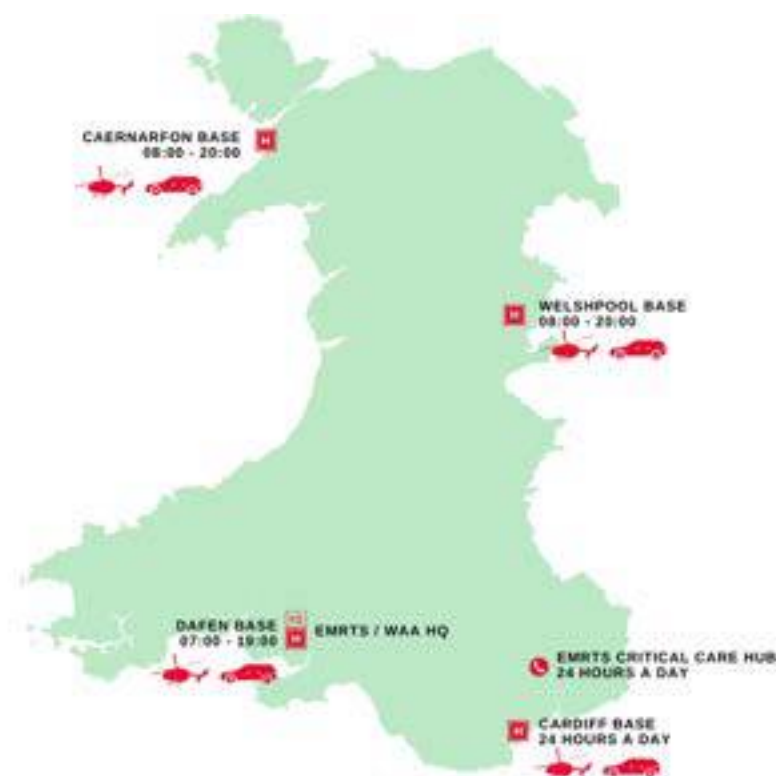 CAERNARFON BASE
08:00 - 20:00
H
WELSHPOOL BASE
08:00 - 20:00
H
DAFEN BASE
07:00 - 19:00
H
EMRTS / WAA HQ
EMRTS CRITICAL CARE HUB
24 HOURS A DAY
H
CARDIFF BASE
24 HOURS A DAY